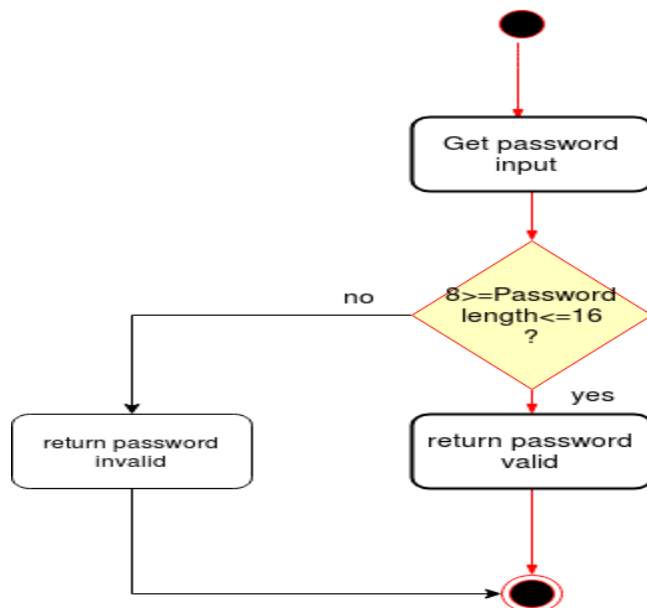 Get password
input
no
8>=Password
length<=16
?
yes
return password
invalid
return password
valid